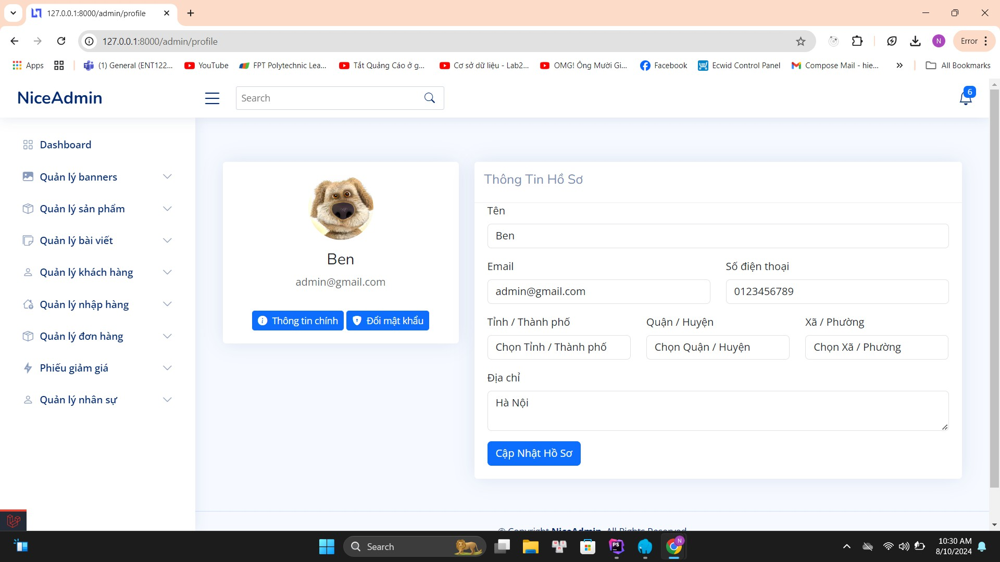 127.0.0.1:8000/admin/profile
127.0.0.1:8000/admin/profile
N
Error
Apps
(1) General (ENT122...
YouTube
FPT Polytechnic Lea...
Tắt Quảng Cáo ở g...
Cơ sở dữ liệu - Lab2...
OMG! Ông Mười Gi...
Facebook
Ecwid Control Panel
Compose Mail - hie...
All Bookmarks
NiceAdmin
Search
6
Dashboard
Quản lý banners
Quản lý sản phẩm
Quản lý bài viết
Quản lý khách hàng
Quản lý nhập hàng
Quản lý đơn hàng
Phiếu giảm giá
Quản lý nhân sự
Ben
admin@gmail.com
Thông tin chính
Đổi mật khẩu
Thông Tin Hồ Sơ
Tên
Ben
Email
Số điện thoại
admin@gmail.com
0123456789
Tỉnh / Thành phố
Quận / Huyện
Xã / Phường
Chọn Tỉnh / Thành phố
Chọn Quận / Huyện
Chọn Xã / Phường
Địa chỉ
Hà Nội
Cập Nhật Hồ Sơ
© Copyright NiceAdmin. All Rights Reserved
Search
PS
N
10:30 AM
8/10/2024